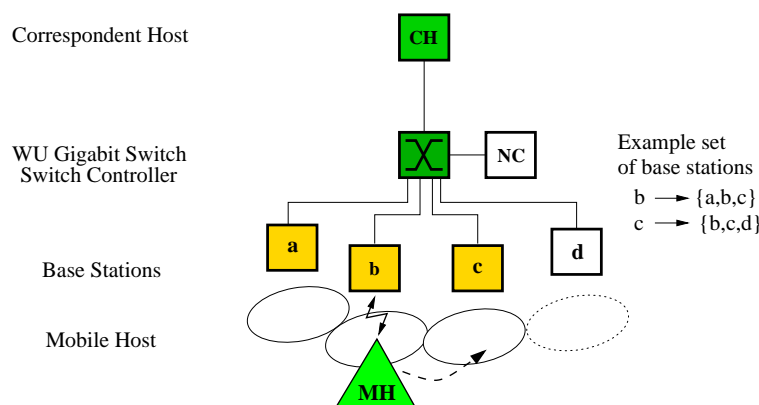 Correspondent Host
CH
WU Gigabit Switch
Switch Controller
NC
Example set
of base stations
b → {a,b,c}
c → {b,c,d}
Base Stations
a
b
c
d
Mobile Host
MH